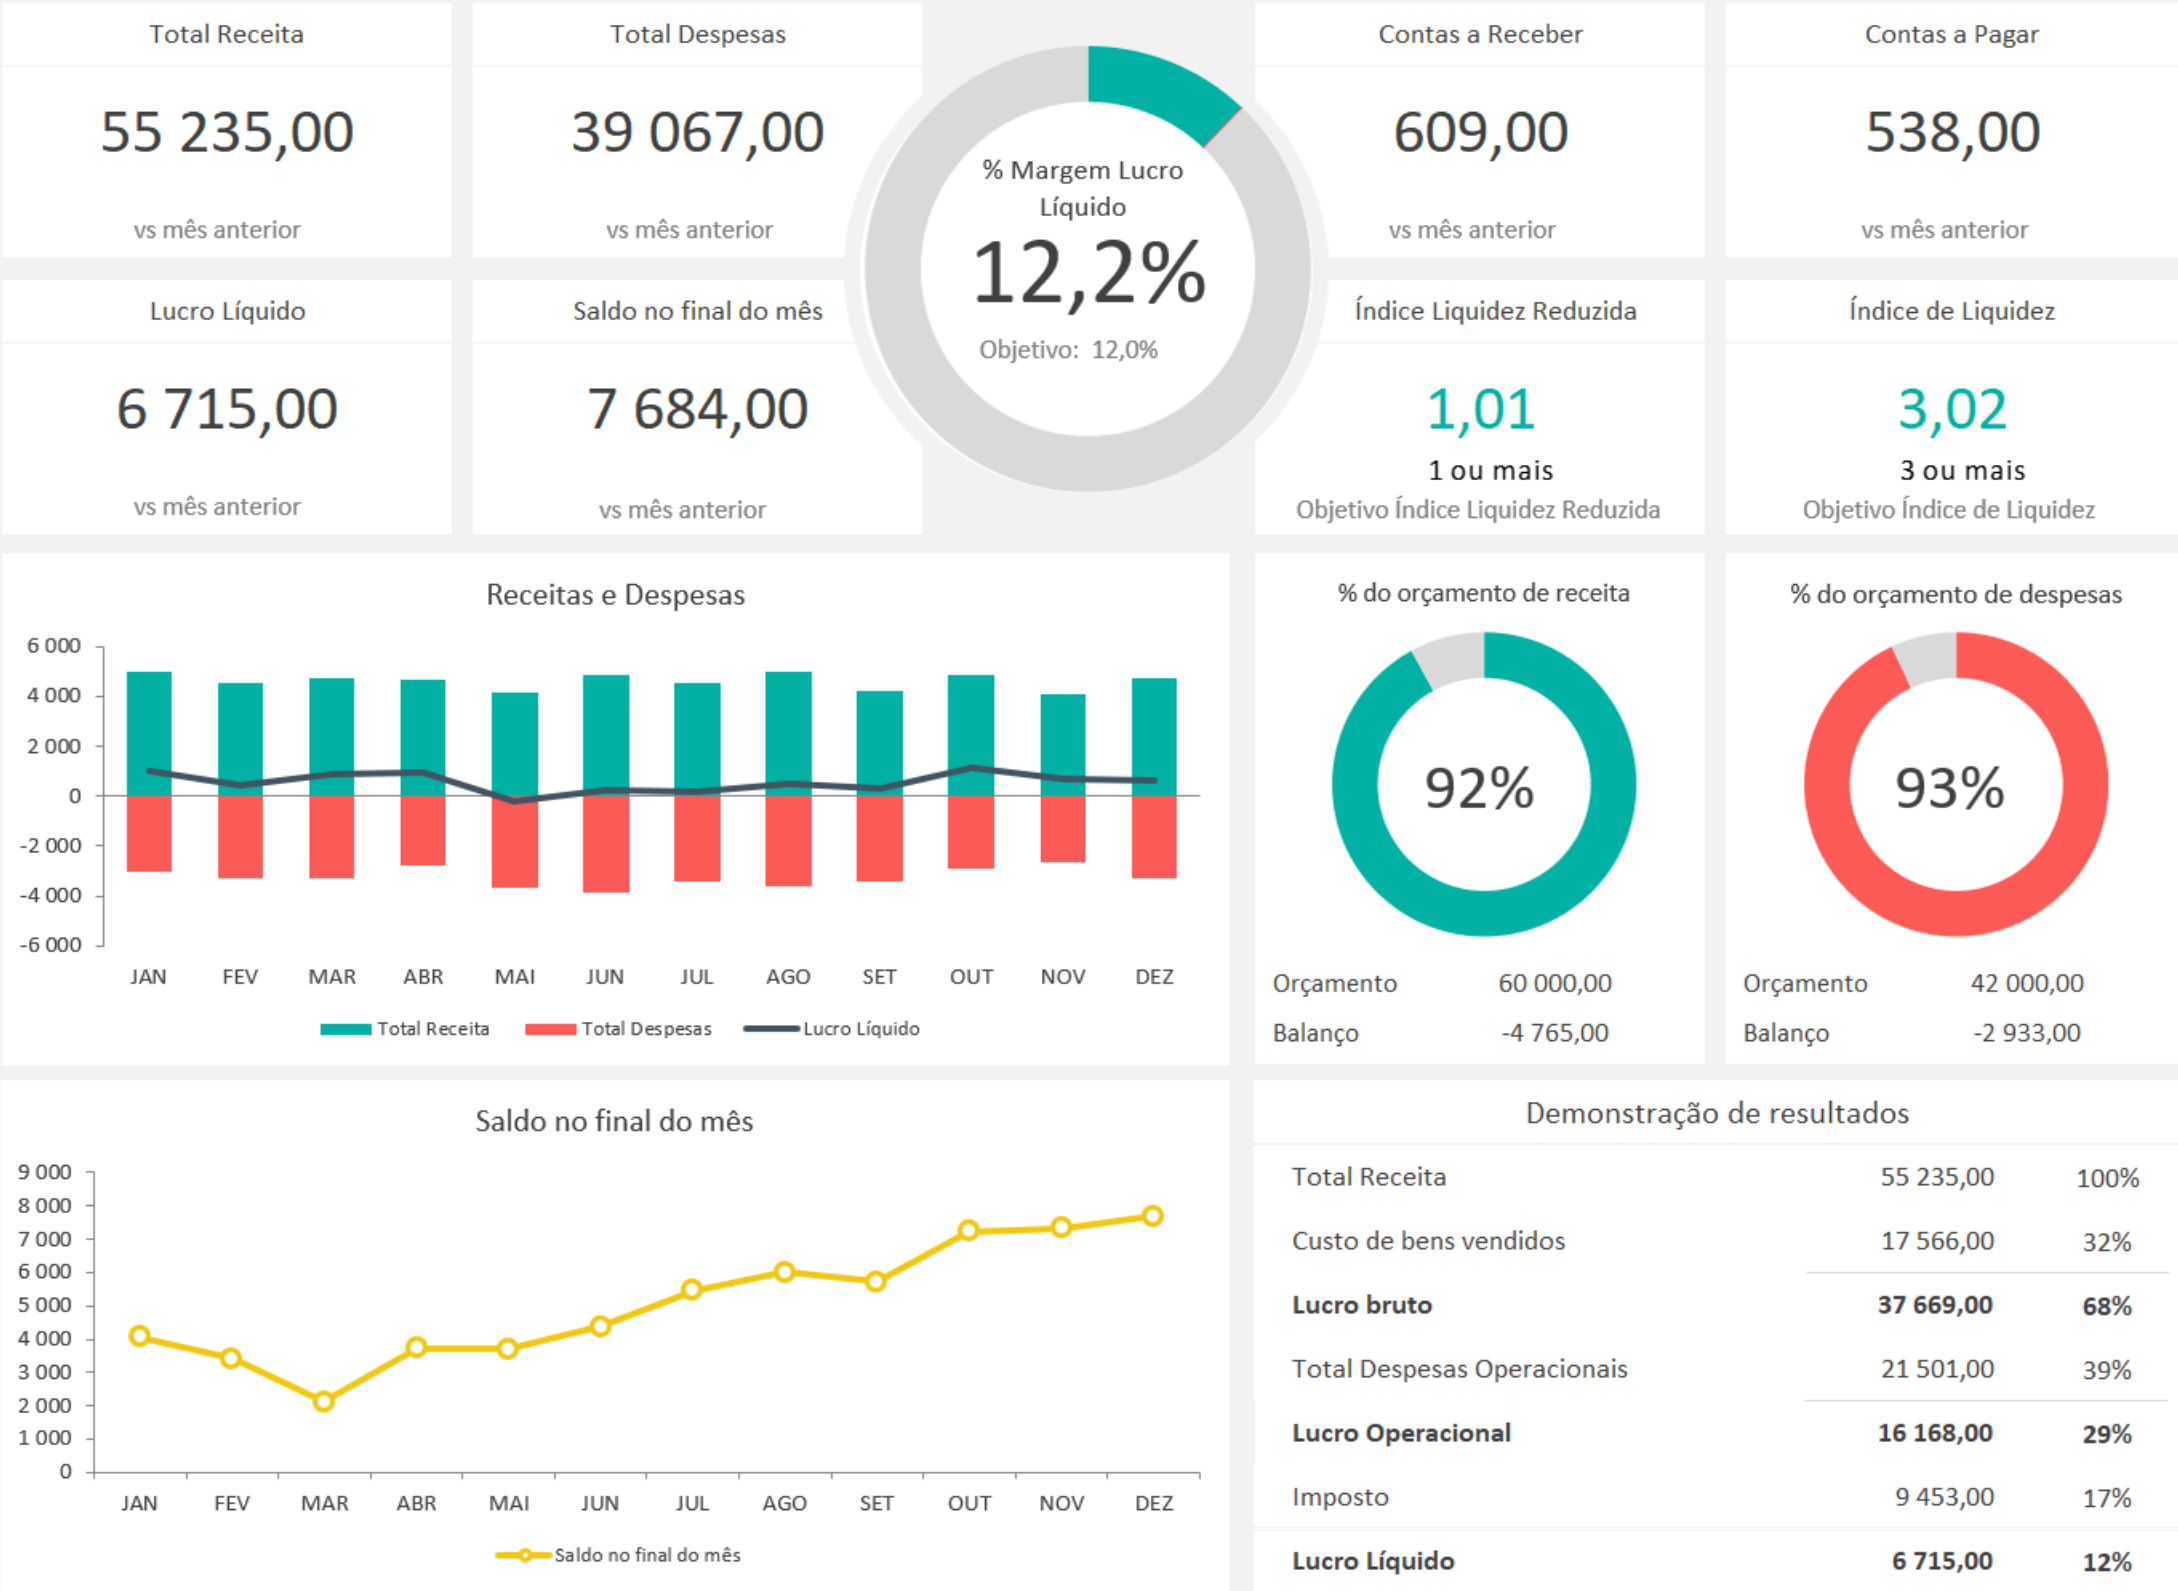 Total Receita
55 235,00
vs mês anterior
Total Despesas
39 067,00
vs mês anterior
% Margem Lucro
Líquido
12,2%
Objetivo: 12,0%
Contas a Receber
609,00
vs mês anterior
Contas a Pagar
538,00
vs mês anterior
Lucro Líquido
6 715,00
vs mês anterior
Saldo no final do mês
7 684,00
vs mês anterior
Índice Liquidez Reduzida
1,01
1 ou mais
Objetivo Índice Liquidez Reduzida
Índice de Liquidez
3,02
3 ou mais
Objetivo Índice de Liquidez
Receitas e Despesas
6 000
4 000
2 000
0
-2 000
-4 000
-6 000
JAN FEV MAR ABR MAI JUN JUL AGO SET OUT NOV DEZ
Total Receita Total Despesas Lucro Líquido
% do orçamento de receita
92%
Orçamento 60 000,00
Balanço -4 765,00
% do orçamento de despesas
93%
Orçamento 42 000,00
Balanço -2 933,00
Saldo no final do mês
9 000
8 000
7 000
6 000
5 000
4 000
3 000
2 000
1 000
0
JAN FEV MAR ABR MAI JUN JUL AGO SET OUT NOV DEZ
Saldo no final do mês
Demonstração de resultados
Total Receita 55 235,00 100%
Custo de bens vendidos 17 566,00 32%
Lucro bruto 37 669,00 68%
Total Despesas Operacionais 21 501,00 39%
Lucro Operacional 16 168,00 29%
Imposto 9 453,00 17%
Lucro Líquido 6 715,00 12%